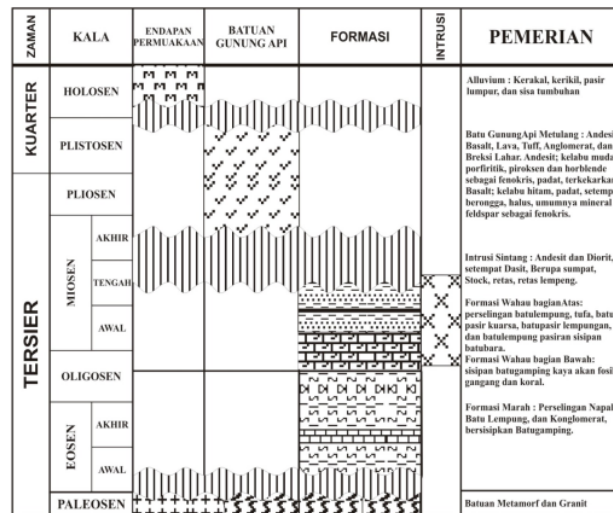 ZAMAN
KALA
ENDAPAN
PERMUAKAAN
BATUAN
GUNUNG API
FORMASI
INTRUSI
PEMERIAN
KUARTER
HOLOSEN
PLISTOSEN
TERSIER
PLIOSEN
MIOSEN
AKHIR
TENGAH
AWAL
OLIGOSEN
EOSEN
AKHIR
AWAL
PALEOSEN
Alluvium : Kerakal, kerikil, pasir
lumpur, dan sisa tumbuhan
Batu GunungApi Metulang : Andesi
Basalt, Lava, Tuff, Anglomerat, dan
Breksi Lahar. Andesit; kelabu muda
porfiritik, piroksen dan horblende
sebagai fenokris, padat, terkekarkan
Basalt; kelabu hitam, padat, setemp
berongga, halus, umumnya mineral
feldspar sebagai fenokris.
Intrusi Sintang : Andesit dan Diorit,
setempat Dasit, Berupa sumpat,
Stock, retas, retas lempeng.
Formasi Wahau bagianAtas:
perselingan batulempung, tufa, batu
pasir kuarsa, batupasir lempungan,
dan batulempung pasiran sisipan
batubara.
Formasi Wahau bagian Bawah:
sisipan batugamping kaya akan fosil
gangang dan koral.
Formasi Marah : Perselingan Napal
Batu Lempung, dan Konglomerat,
bersisipkan Batugamping.
Batuan Metamorf dan Granit